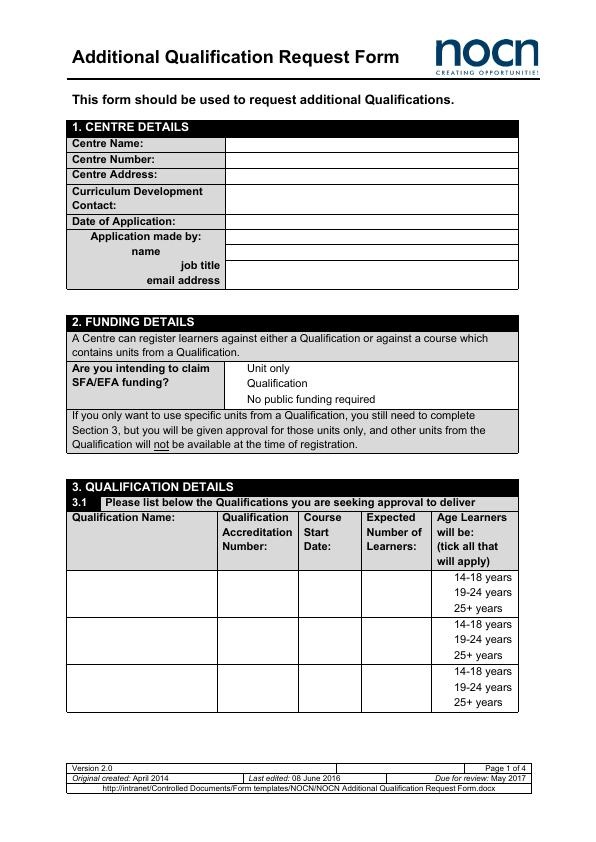 Additional Qualification Request Form
nocn
CREATING OPPORTUNITIES
This form should be used to request additional Qualifications.
1. CENTRE DETAILS
Centre Name:
Centre Number:
Centre Address:
Curriculum Development
Contact:
Date of Application:
Application made by:
name
job title
email address
2. FUNDING DETAILS
A Centre can register learners against either a Qualification or against a course which
contains units from a Qualification.
Are you intending to claim
SFA/EFA funding?
Unit only
Qualification
No public funding required
If you only want to use specific units from a Qualification, you still need to complete
Section 3, but you will be given approval for those units only, and other units from the
Qualification will not be available at the time of registration.
3. QUALIFICATION DETAILS
3.1 Please list below the Qualifications you are seeking approval to deliver
Qualification Name:
Qualification
Accreditation
Number:
Course
Start
Date:
Expected
Number of
Learners:
Age Learners
will be:
(tick all that
will apply)
14-18 years
19-24 years
25+ years
14-18 years
19-24 years
25+ years
14-18 years
19-24 years
25+ years
Version 2.0 Page 1 of 4
Original created: April 2014 Last edited: 08 June 2016 Due for review: May 2017
http://intranet/Controlled Documents/Form templates/NOCN/NOCN Additional Qualification Request Form.docx